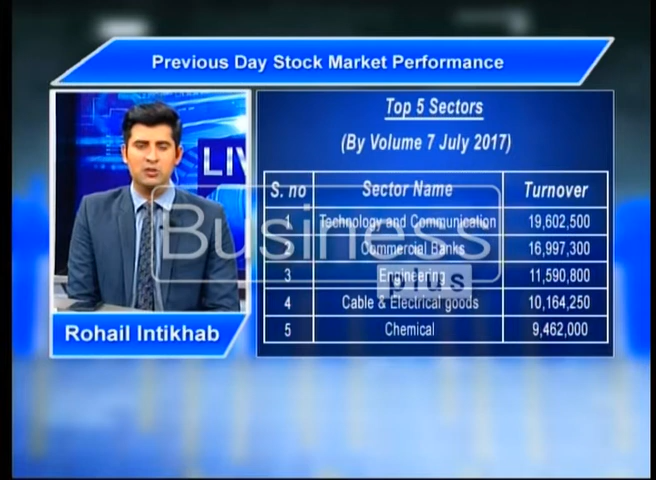 Previous Day Stock Market Performance
Top 5 Sectors
(By Volume 7 July 2017)
S. no Sector Name Turnover
1 Technology and Communication 19,602,500
2 Commercial Banks 16,997,300
3 Engineering 11,590,800
4 Cable & Electrical goods 10,164,250
5 Chemical 9,462,000
LIV
Rohail Intikhab
Business
plus